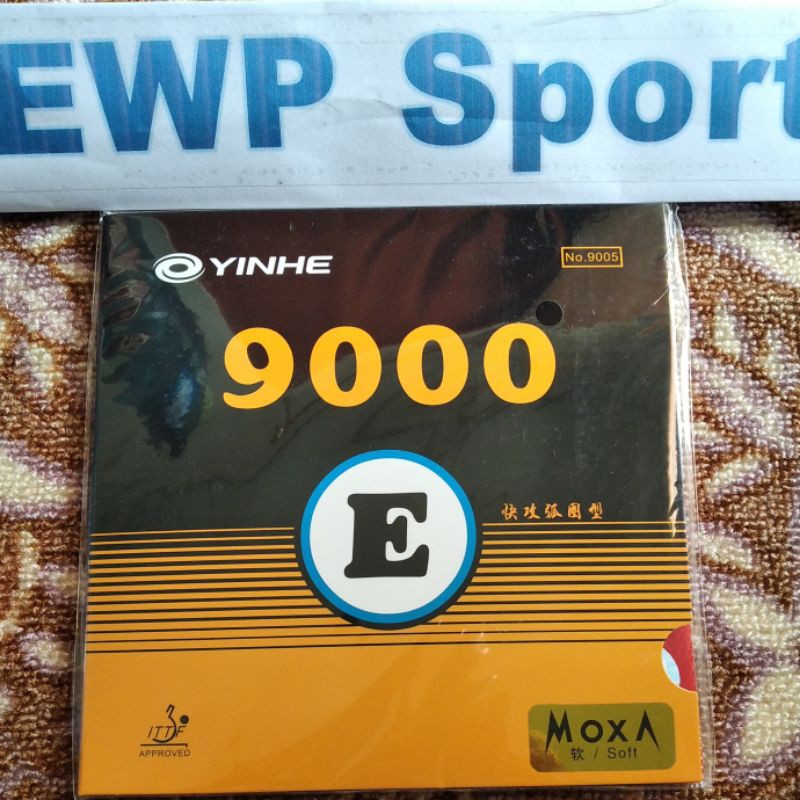 EWP Sport
YINHE
No.9005
9000
E
快攻弧圈型
ITTF
APPROVED
MOXA
软 / Soft